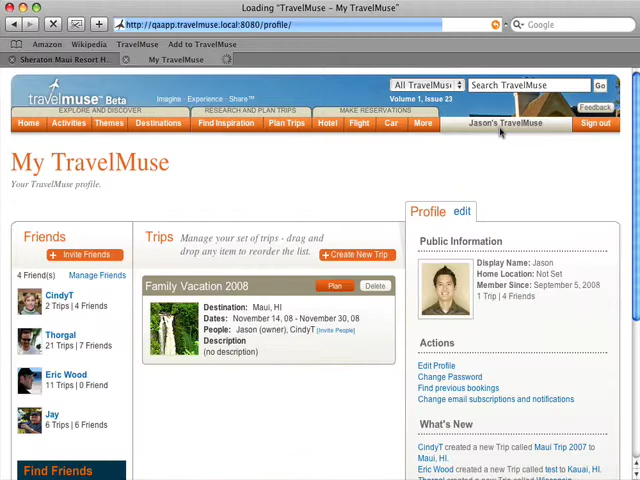 Loading "TravelMuse - My TravelMuse"
http://qaapp.travelmuse.local:8080/profile/
Google
Amazon Wikipedia TravelMuse Add to TravelMuse
Sheraton Maui Resort H...
My TravelMuse
travelmuse Beta
Imagine · Experience · Share™
All TravelMus
Search TravelMuse
Go
Volume 1, Issue 23
Feedback
EXPLORE AND DISCOVER
RESEARCH AND PLAN TRIPS
MAKE RESERVATIONS
Home Activities Themes Destinations Find Inspiration Plan Trips Hotel Flight Car More Jason's TravelMuse Sign out
My TravelMuse
Your TravelMuse profile.
Friends
+ Invite Friends
4 Friend(s) Manage Friends
CindyT
2 Trips | 4 Friends
Thorgal
21 Trips | 7 Friends
Eric Wood
11 Trips | 0 Friend
Jay
6 Trips | 6 Friends
Find Friends
Trips
Manage your set of trips - drag and
drop any item to reorder the list.
+ Create New Trip
Family Vacation 2008
Plan
Delete
Destination: Maui, HI
Dates: November 14, 08 - November 30, 08
People: Jason (owner), CindyT [Invite People]
Description
(no description)
Profile edit
Public Information
Display Name: Jason
Home Location: Not Set
Member Since: September 5, 2008
1 Trip | 4 Friends
Actions
Edit Profile
Change Password
Find previous bookings
Change email subscriptions and notifications
What's New
CindyT created a new Trip called Maui Trip 2007 to
Maui, HI.
Eric Wood created a new Trip called test to Kauai, HI.
Thorgal created a new Trip called Wisconsin